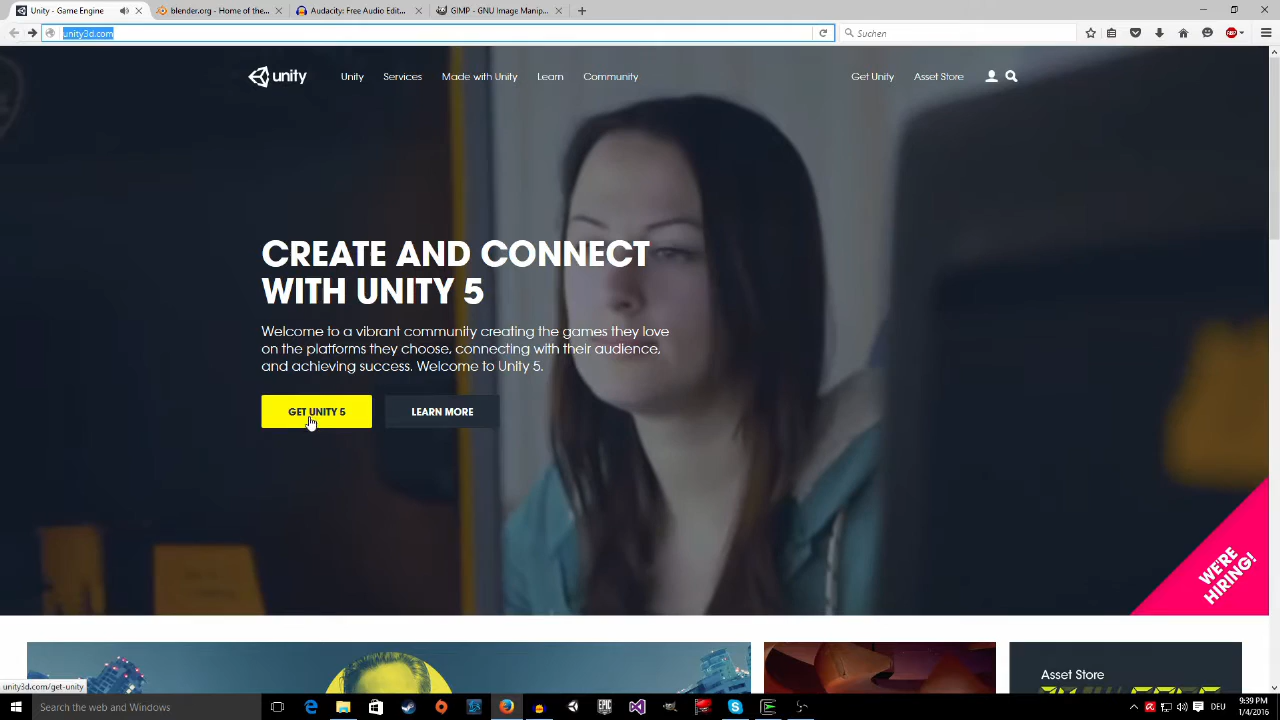 Unity - Game Engine
blender.org - Home of the...
Audacity: Free Audio Edit...
GIMP - GNU Image Manip...
unity3d.com
Suchen
unity
Unity
Services
Made with Unity
Learn
Community
Get Unity
Asset Store
CREATE AND CONNECT
WITH UNITY 5
Welcome to a vibrant community creating the games they love
on the platforms they choose, connecting with their audience,
and achieving success. Welcome to Unity 5.
GET UNITY 5
LEARN MORE
WE'RE
HIRING!
Asset Store
unity3d.com/get-unity
Search the web and Windows
EPIC
DEU
9:39 PM
1/4/2016